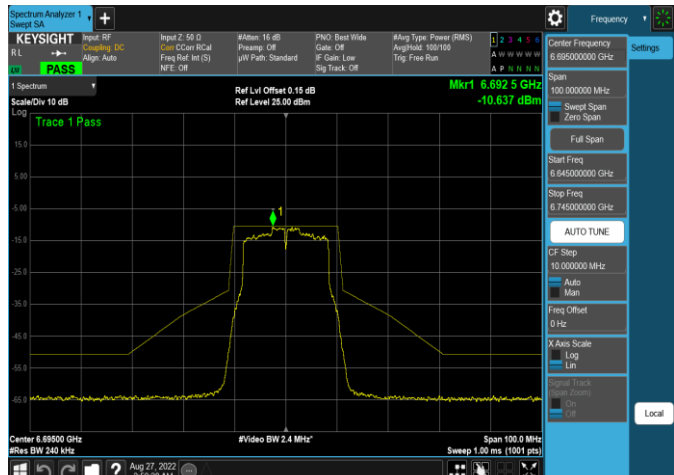 Spectrum Analyzer 1
Swept SA
+
Frequency
KEYSIGHT
RL
PASS
Input: RF
Coupling: DC
Align: Auto
Input Z: 50 Ω
Corr CCorr RCal
Freq Ref: Int (S)
NFE: Off
#Atten: 16 dB
Preamp: Off
µW Path: Standard
PNO: Best Wide
Gate: Off
IF Gain: Low
Sig Track: Off
#Avg Type: Power (RMS)
Avg|Hold: 100/100
Trig: Free Run
1 2 3 4 5 6
A W W W W W
A P N N N N
1 Spectrum
Scale/Div 10 dB
Log
Ref Lvl Offset 0.15 dB
Ref Level 25.00 dBm
Mkr1 6.692 5 GHz
-10.637 dBm
Trace 1 Pass
15.0
5.00
-5.00
-15.0
-25.0
-35.0
-45.0
-55.0
-65.0
1
Center 6.69500 GHz
#Res BW 240 kHz
#Video BW 2.4 MHz*
Span 100.0 MHz
Sweep 1.00 ms (1001 pts)
?
Aug 27, 2022
Center Frequency
6.695000000 GHz
Span
100.000000 MHz
Swept Span
Zero Span
Full Span
Start Freq
6.645000000 GHz
Stop Freq
6.745000000 GHz
AUTO TUNE
CF Step
10.000000 MHz
Auto
Man
Freq Offset
0 Hz
X Axis Scale
Log
Lin
Signal Track
(Span Zoom)
On
Off
Settings
Local